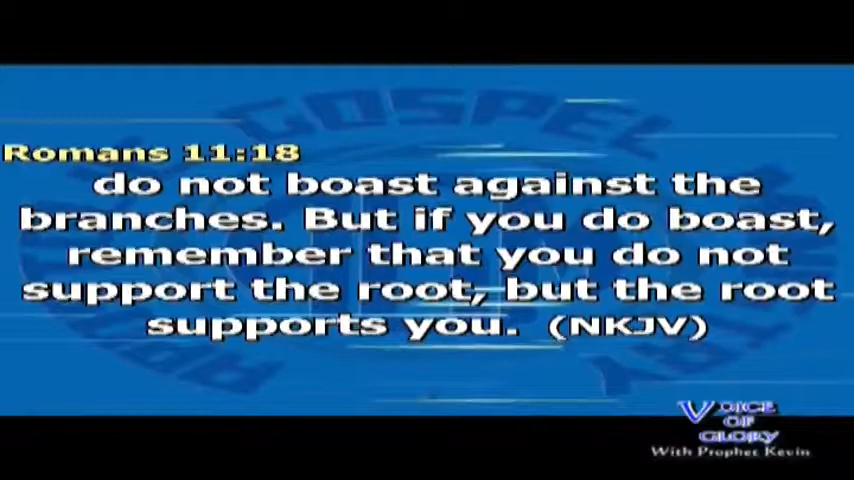 GOSPEL
Romans 11:18
do not boast against the
branches. But if you do boast,
remember that you do not
support the root, but the root
supports you. (NKJV)
VOICE
OF
GLORY
With Prophet Kevin